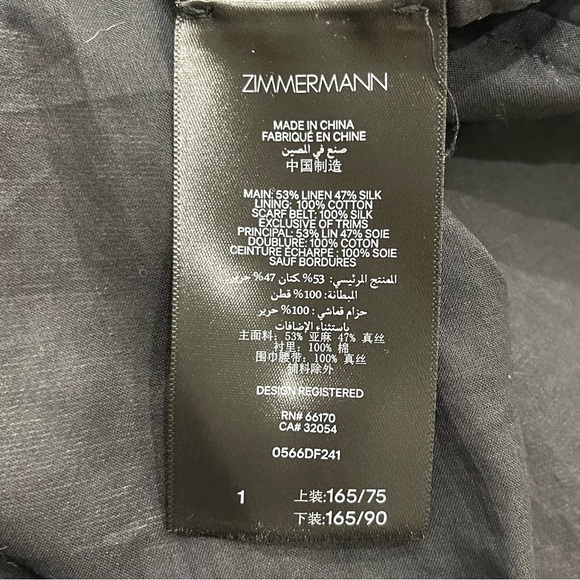 ZIMMERMANN
MADE IN CHINA
FABRIQUÉ EN CHINE
صنع في المصين
中国制造
MAIN: 53% LINEN 47% SILK
LINING: 100% COTTON
SCARF BELT: 100% SILK
EXCLUSIVE OF TRIMS
PRINCIPAL: 53% LIN 47% SOIE
DOUBLURE: 100% COTON
CEINTURE ÉCHARPE : 100% SOIE
SAUF BORDURES
المنتج الرئيسي: 53% كتان 47% حرير
البطانة: 100% قطن
حزام قماشي: 100% حرير
باستثناء الإضافات
主面料: 53% 亚麻 47% 真丝
衬里: 100% 棉
围巾腰带: 100% 真丝
辅料除外
DESIGN REGISTERED
RN# 66170
CA# 32054
0566DF241
1 上装:165/75
下装:165/90